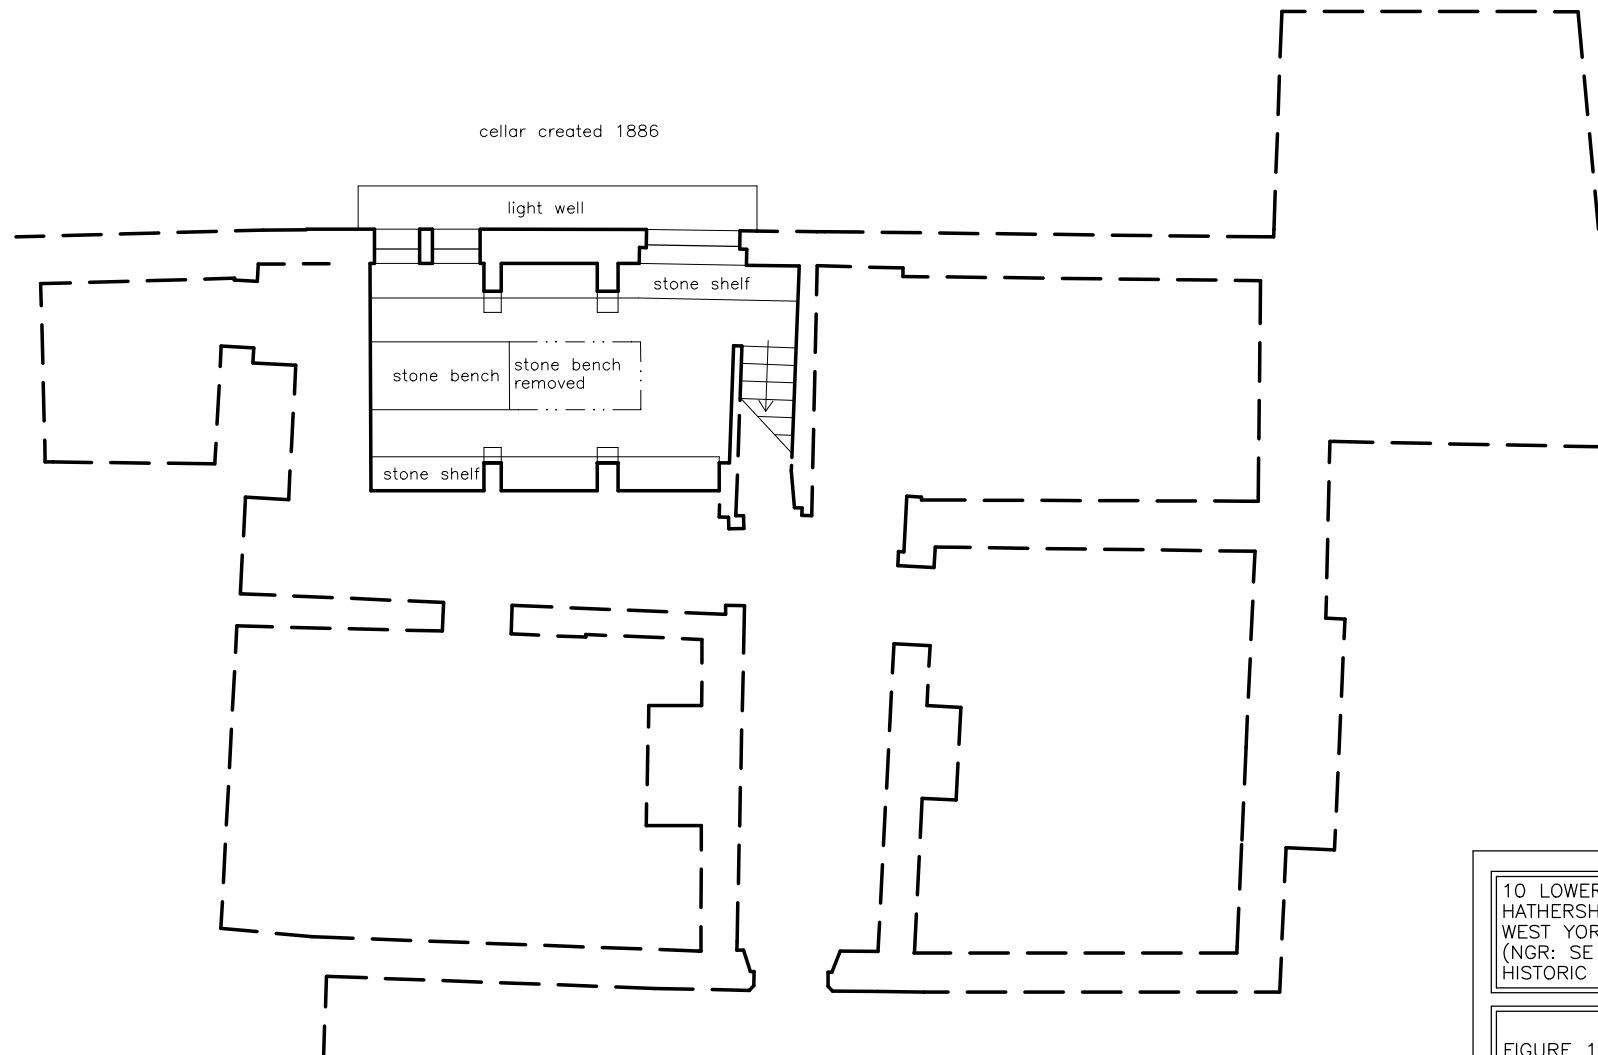 cellar created 1886
light well
stone shelf
stone bench
stone bench
removed
stone shelf
10 LOWER
HATHERSH
WEST YOR
(NGR: SE
HISTORIC
FIGURE 1